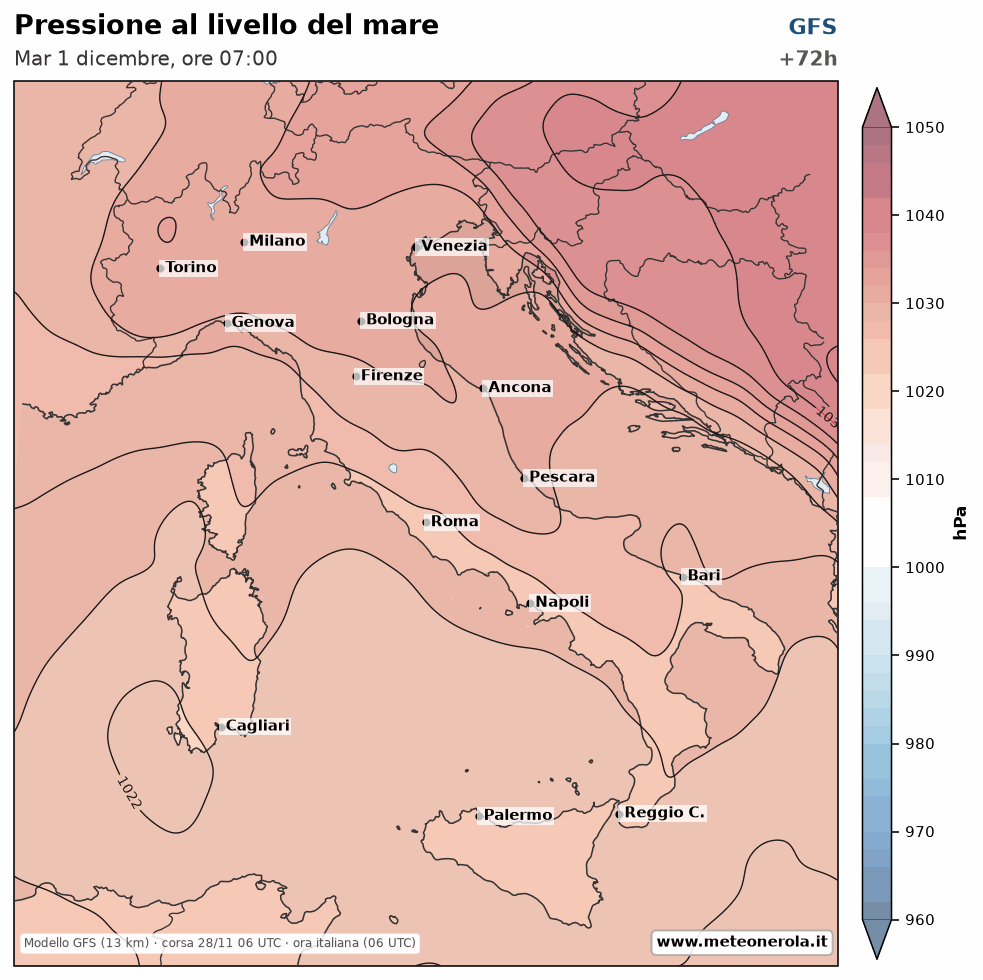 Pressione al livello del mare
GFS
Mar 1 dicembre, ore 07:00
+72h
1050
1040
1030
1020
1010
1000
990
980
970
960
hPa
Milano
Venezia
Torino
Genova
Bologna
Firenze
Ancona
Pescara
Roma
Bari
Napoli
Cagliari
1022
Palermo
Reggio C.
Modello GFS (13 km) · corsa 28/11 06 UTC · ora italiana (06 UTC)
www.meteonerola.it